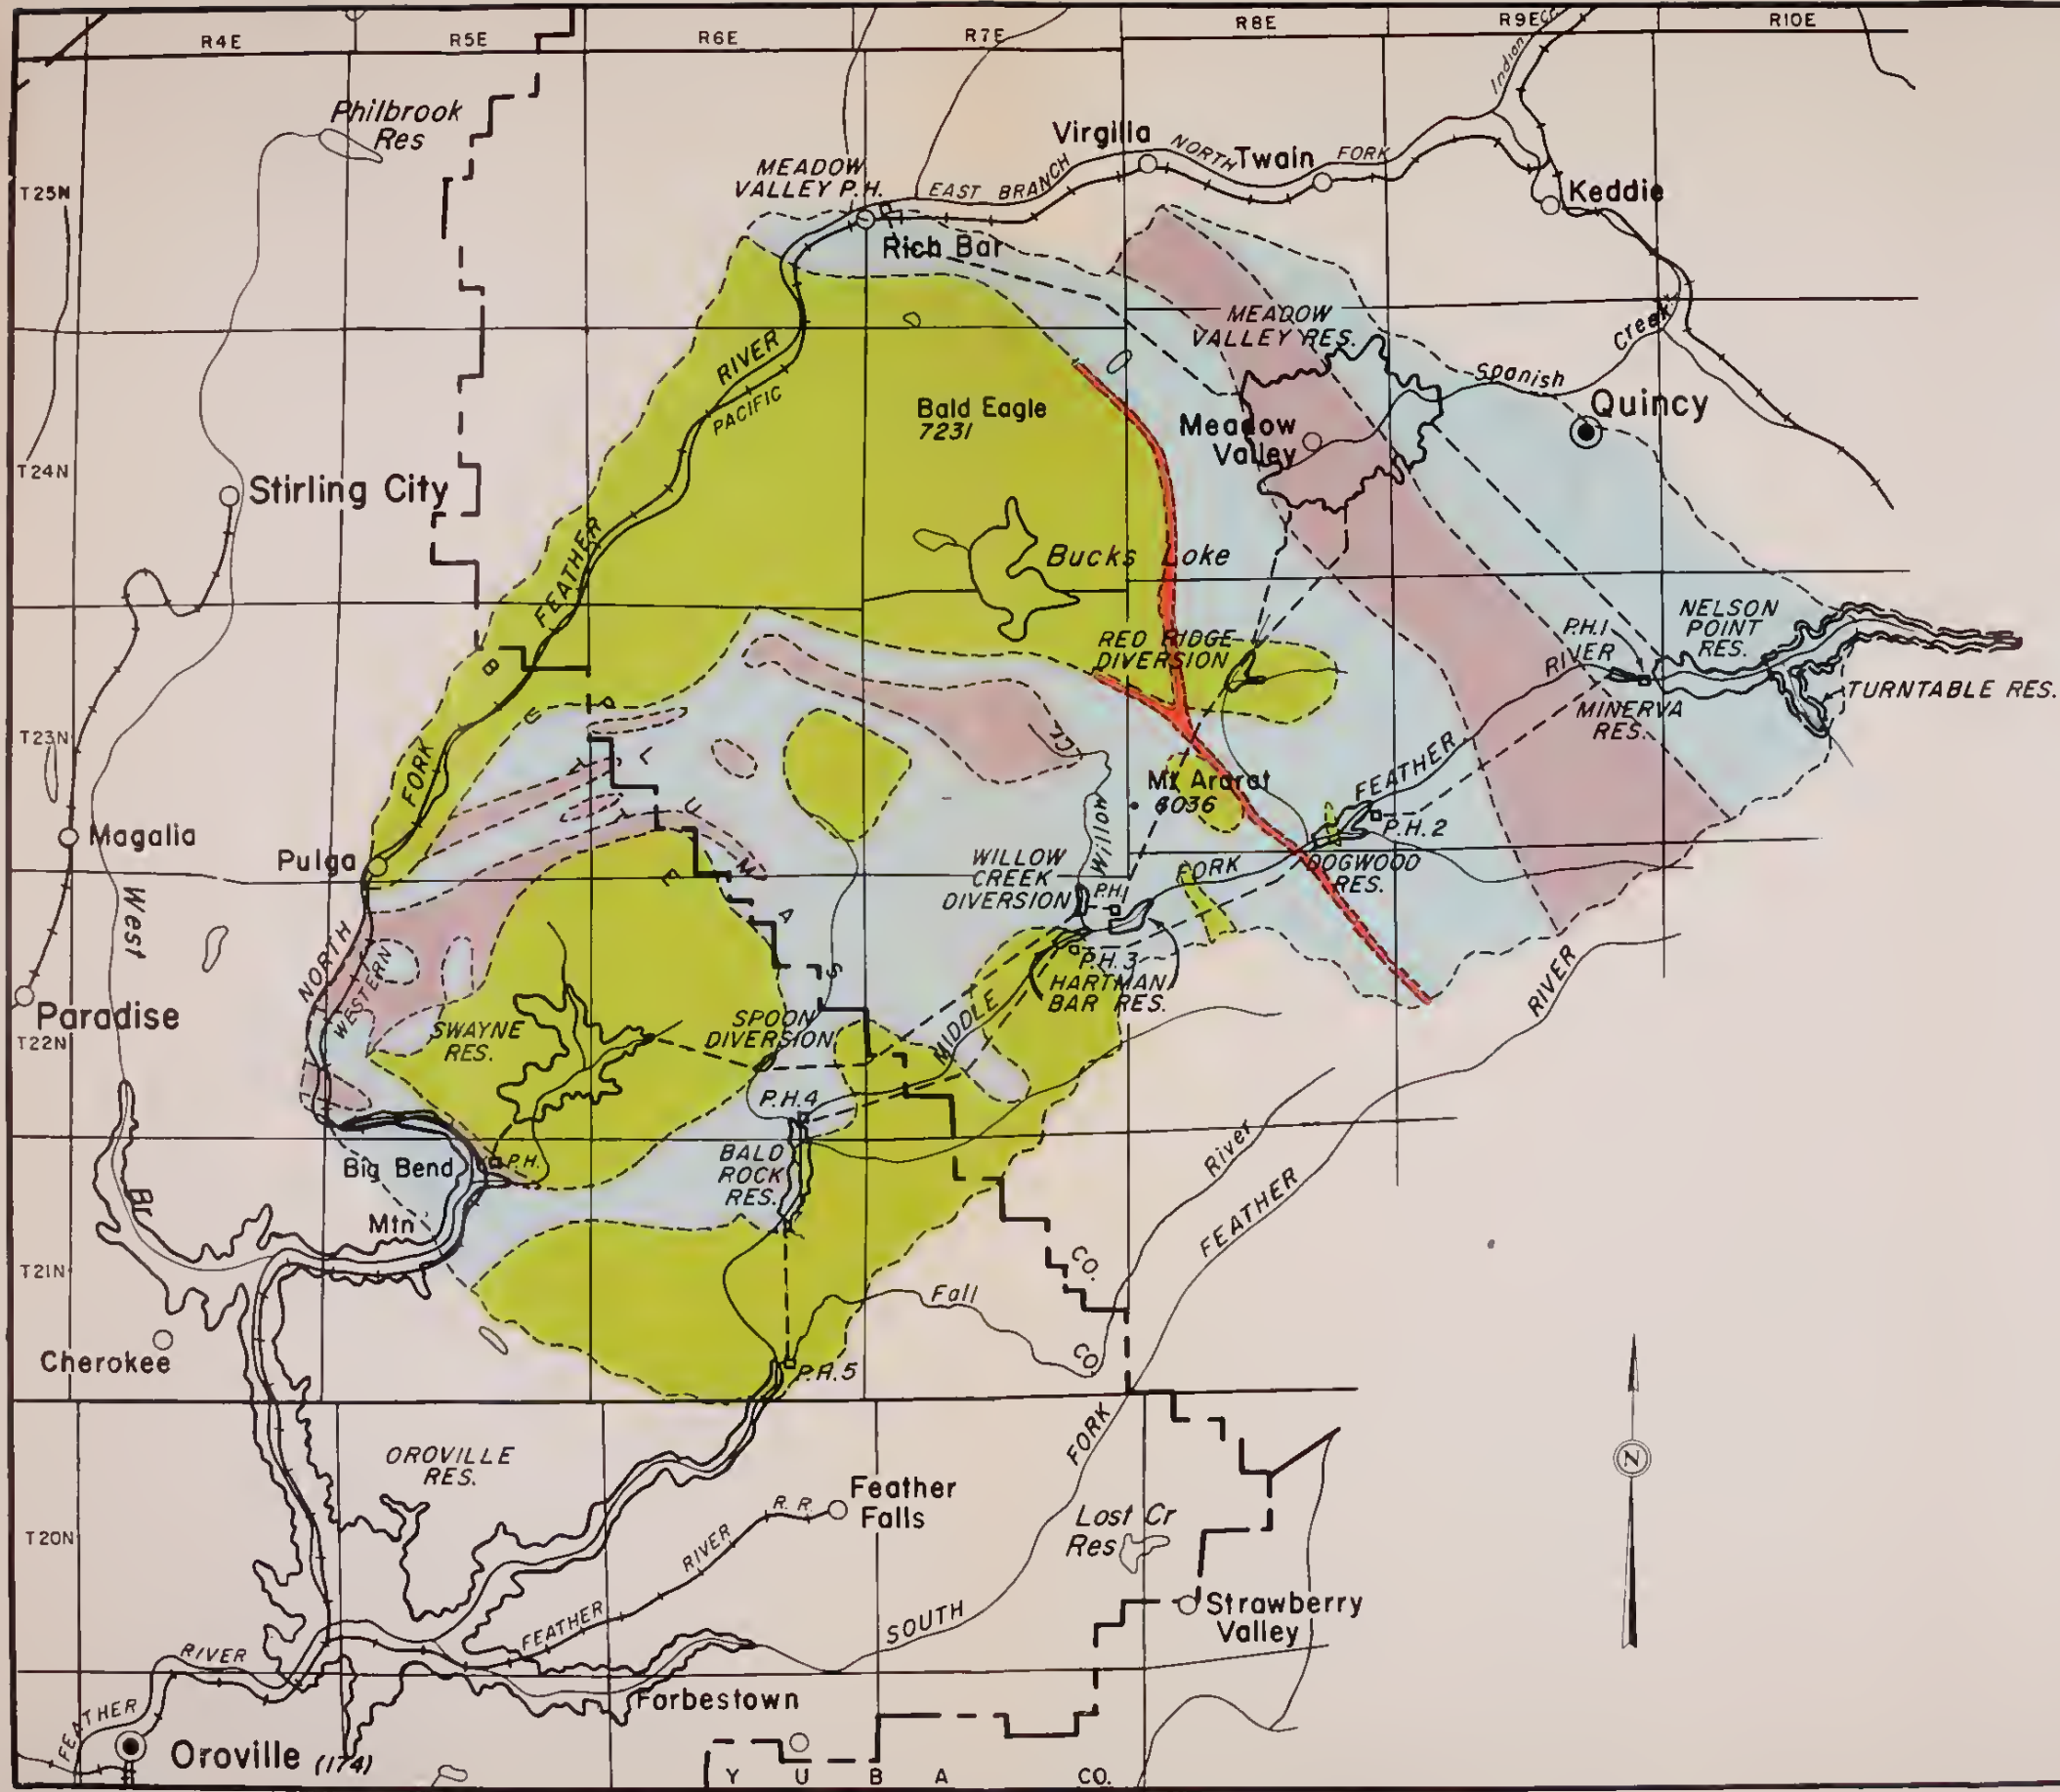 R4E
R5E
R6E
R7E
R8E
R9E
R10E
Indian Cr.
Philbrook
Res
T25N
MEADOW
VALLEY P.H.
Virgilia
NORTH
Twain
FORK
EAST BRANCH
Keddie
Rich Bar
RIVER
PACIFIC
MEADOW
VALLEY RES.
Creek
Spanish
Quincy
Bald Eagle
7231
Meadow
Valley
T24N
Stirling City
FEATHER
Bucks Lake
RED RIDGE
DIVERSION
P.H.1
RIVER
NELSON
POINT
RES.
TURNTABLE RES.
MINERVA
RES.
T23N
B U T T E
P L U M A S
FORK
Cr.
Willow
Mt Ararat
6036
FEATHER
P.H.2
Magalia
Pulga
WILLOW
CREEK
DIVERSION
P.H.1
FORK
DOGWOOD
RES.
West
NORTH
WESTERN
P.H.3
HARTMAN
BAR RES.
RIVER
Paradise
T22N
SWAYNE
RES.
SPOON
DIVERSION
MIDDLE
P.H.4
Br.
Big Bend
Mtn
P.H.
BALD
ROCK
RES.
River
FEATHER
T21N
CO.
Fall
CO.
Cherokee
P.H.5
OROVILLE
RES.
FORK
Feather
Falls
R. R.
RIVER
FEATHER
Lost Cr
Res
T20N
SOUTH
Strawberry
Valley
RIVER
FEATHER
Forbestown
Oroville (174)
Y U B A CO.
N